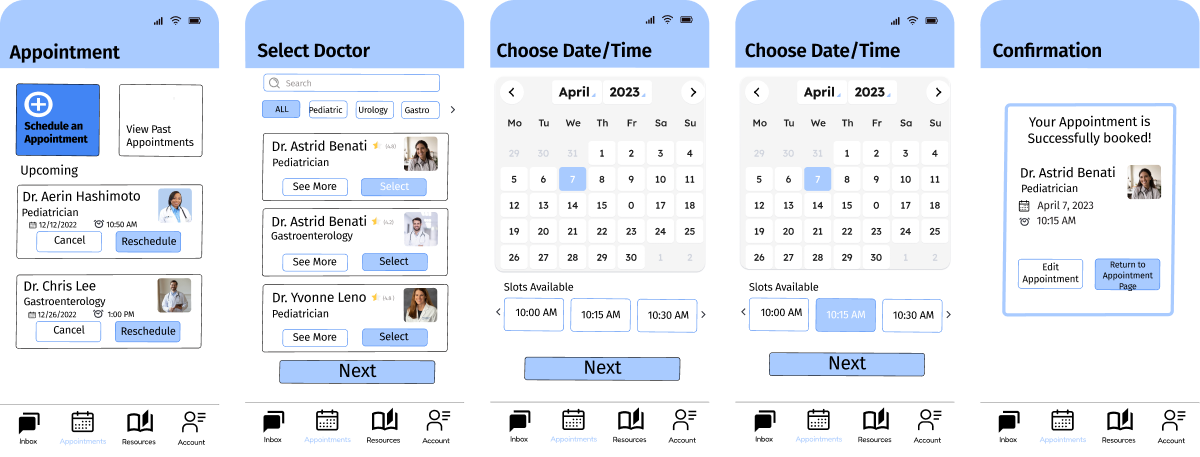 Appointment
Schedule an
Appointment
View Past
Appointments
Upcoming
Dr. Aerin Hashimoto
Pediatrician
12/12/2022 10:50 AM
Cancel Reschedule
Dr. Chris Lee
Gastroenterology
12/26/2022 1:00 PM
Cancel Reschedule
Inbox Appointments Resources Account
Select Doctor
Search
ALL Pediatric Urology Gastro
Dr. Astrid Benati (4.8)
Pediatrician
See More Select
Dr. Astrid Benati (4.2)
Gastroenterology
See More Select
Dr. Yvonne Leno (4.8)
Pediatrician
See More Select
Next
Inbox Appointments Resources Account
Choose Date/Time
April 2023
Mo Tu We Th Fr Sa Su
29 30 31 1 2 3 4
5 6 7 8 9 10 11
12 13 14 15 0 17 18
19 20 21 22 23 24 25
26 27 28 29 30 1 2
Slots Available
10:00 AM 10:15 AM 10:30 AM
Next
Inbox Appointments Resources Account
Choose Date/Time
April 2023
Mo Tu We Th Fr Sa Su
29 30 31 1 2 3 4
5 6 7 8 9 10 11
12 13 14 15 0 17 18
19 20 21 22 23 24 25
26 27 28 29 30 1 2
Slots Available
10:00 AM 10:15 AM 10:30 AM
Next
Inbox Appointments Resources Account
Confirmation
Your Appointment is
Successfully booked!
Dr. Astrid Benati
Pediatrician
April 7, 2023
10:15 AM
Edit
Appointment
Return to
Appointment
Page
Inbox Appointments Resources Account